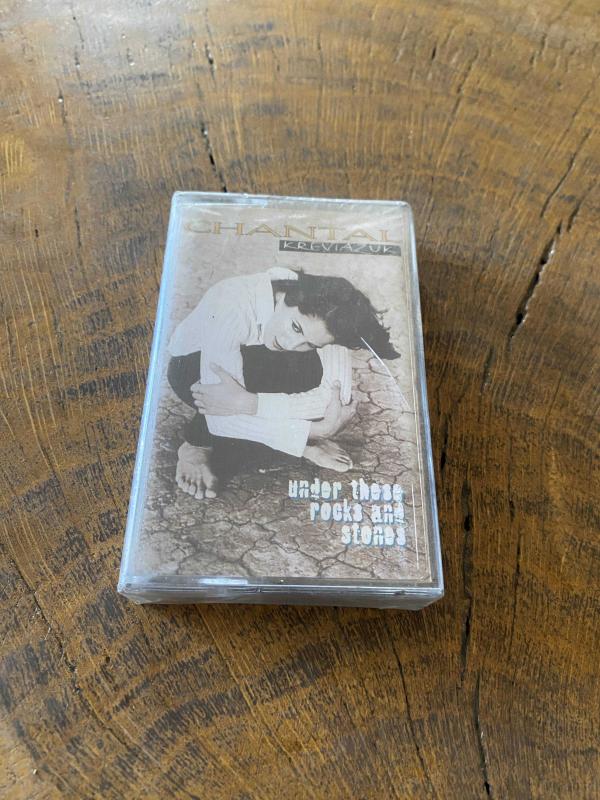 CHANTAL
KREVIAZUK
under these
rocks and
stones